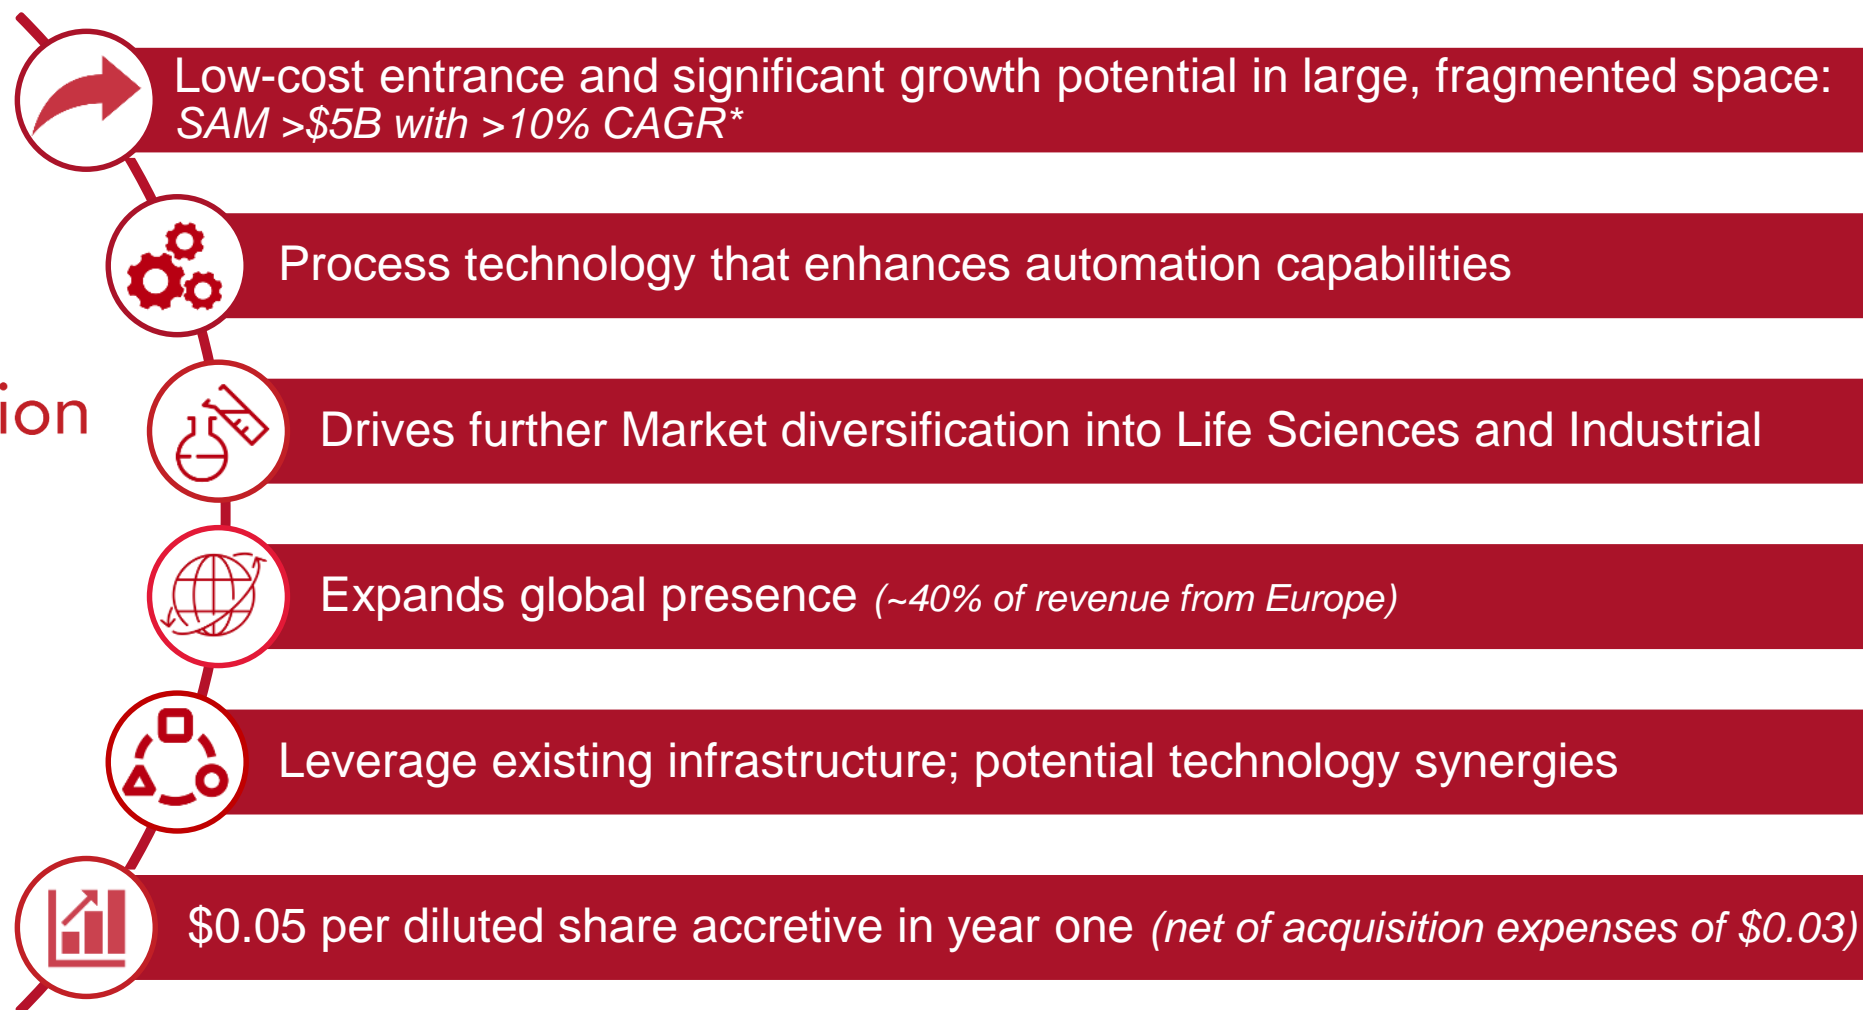 Low-cost entrance and significant growth potential in large, fragmented space:
SAM >$5B with >10% CAGR*
Process technology that enhances automation capabilities
Drives further Market diversification into Life Sciences and Industrial
Expands global presence (~40% of revenue from Europe)
Leverage existing infrastructure; potential technology synergies
$0.05 per diluted share accretive in year one (net of acquisition expenses of $0.03)